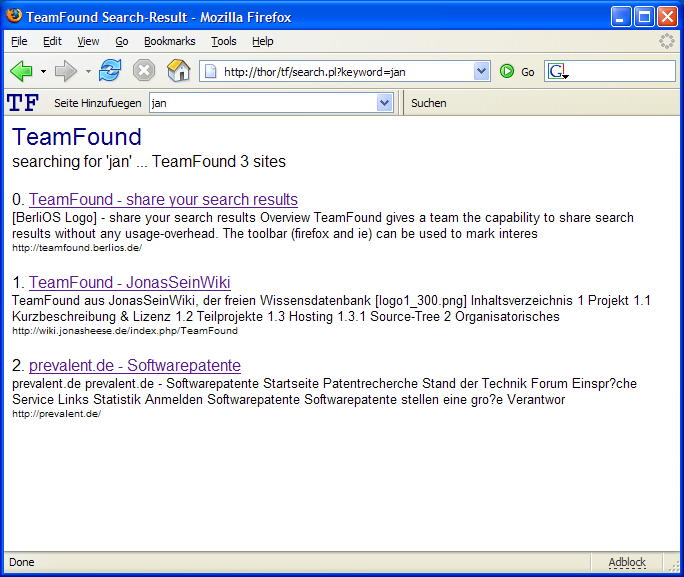 TeamFound Search-Result - Mozilla Firefox
File Edit View Go Bookmarks Tools Help
http://thor/tf/search.pl?keyword=jan Go G
TF Seite Hinzufuegen jan Suchen
TeamFound
searching for 'jan' ... TeamFound 3 sites
0. TeamFound - share your search results
[BerliOS Logo] - share your search results Overview TeamFound gives a team the capability to share search
results without any usage-overhead. The toolbar (firefox and ie) can be used to mark interes
http://teamfound.berlios.de/
1. TeamFound - JonasSeinWiki
TeamFound aus JonasSeinWiki, der freien Wissensdatenbank [logo1_300.png] Inhaltsverzeichnis 1 Projekt 1.1
Kurzbeschreibung & Lizenz 1.2 Teilprojekte 1.3 Hosting 1.3.1 Source-Tree 2 Organisatorisches
http://wiki.jonasheese.de/index.php/TeamFound
2. prevalent.de - Softwarepatente
prevalent.de prevalent.de - Softwarepatente Startseite Patentrecherche Stand der Technik Forum Einspr?che
Service Links Statistik Anmelden Softwarepatente Softwarepatente stellen eine gro?e Verantwor
http://prevalent.de/
Done Adblock